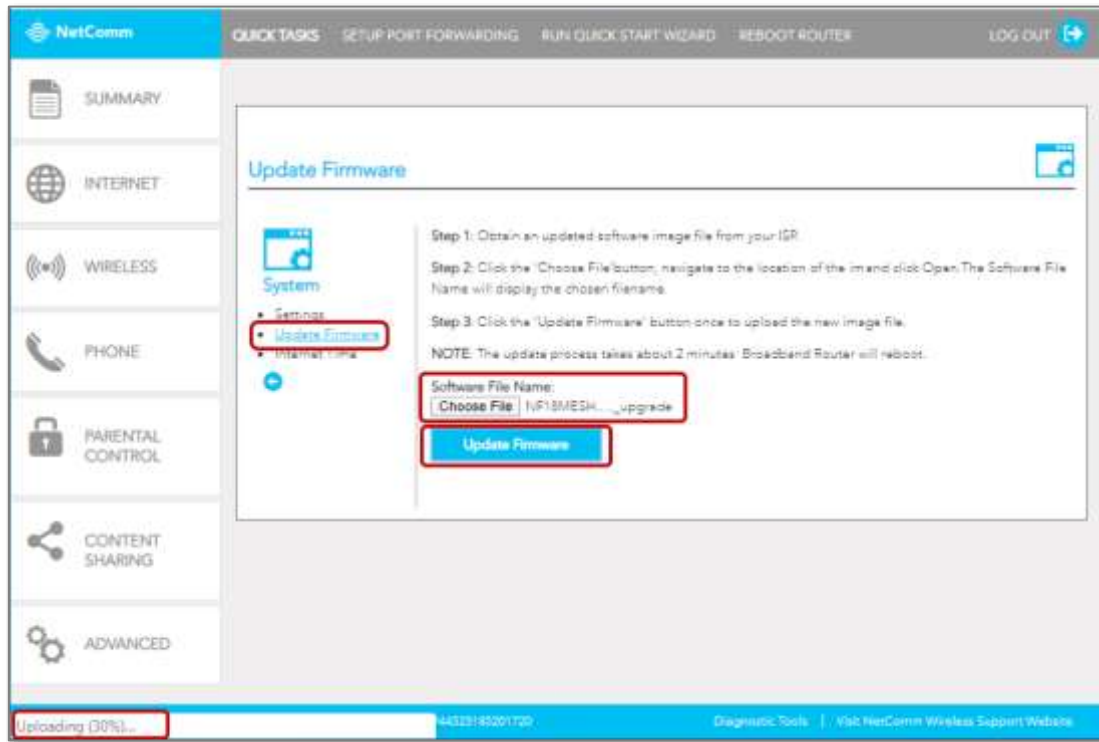 NetComm
QUICK TASKS
SETUP PORT FORWARDING
RUN QUICK START WIZARD
REBOOT ROUTER
LOG OUT
SUMMARY
INTERNET
WIRELESS
PHONE
PARENTAL
CONTROL
CONTENT
SHARING
ADVANCED
Update Firmware
System
Settings
Update Firmware
Internet Time
Step 1: Obtain an updated software image file from your ISP.
Step 2: Click the 'Choose File'button, navigate to the location of the imand click Open.The Software File
Name will display the chosen filename.
Step 3: Click the 'Update Firmware' button once to upload the new image file.
NOTE: The update process takes about 2 minutes Broadband Router will reboot.
Software File Name:
Choose File NF18MESH...._upgrade
Update Firmware
Uploading (30%)...
Diagnostic Tools | Visit NetComm Wireless Support Website